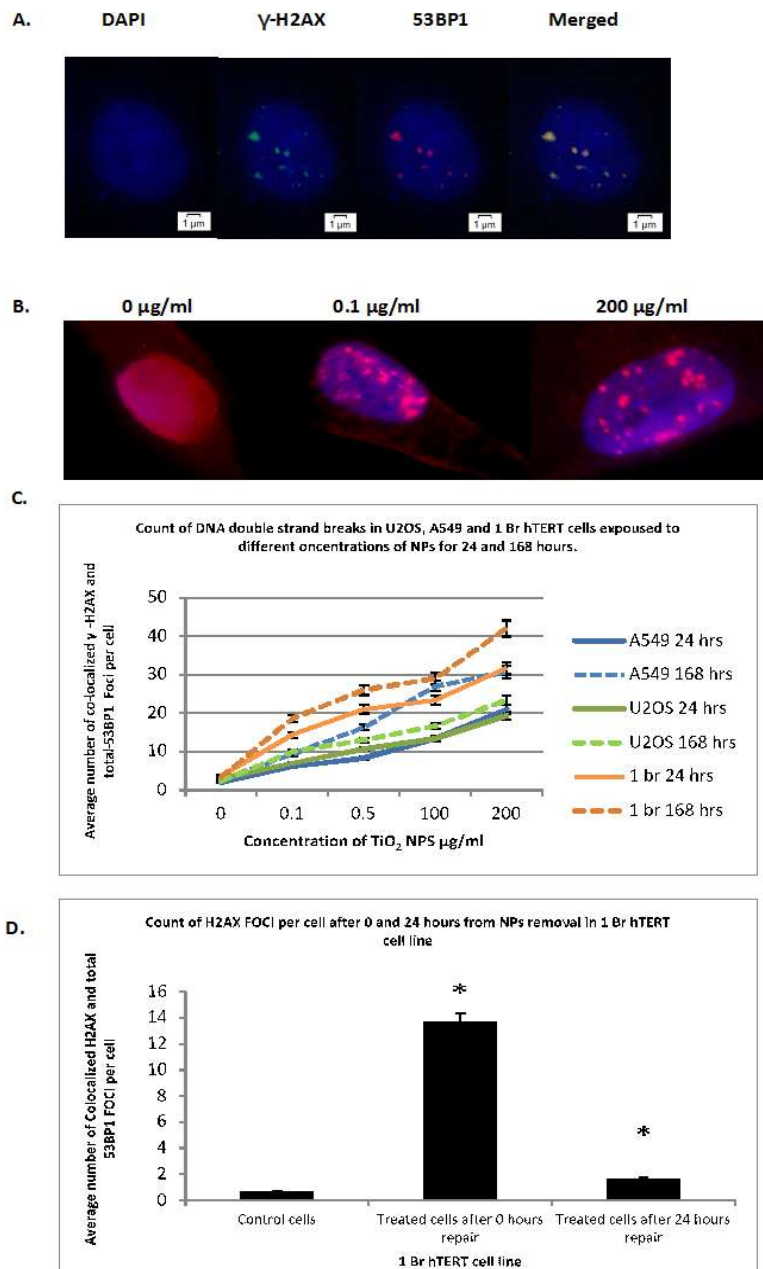 A.
DAPI γ-H2AX 53BP1 Merged
1 μm 1 μm 1 μm 1 μm
B.
0 μg/ml 0.1 μg/ml 200 μg/ml
C.
Count of DNA double strand breaks in U2OS, A549 and 1 Br hTERT cells expoused to
different oncentrations of NPs for 24 and 168 hours.
Average number of co-localized γ -H2AX and
total-53BP1 Foci per cell
50
40
30
20
10
0
0 0.1 0.5 100 200
Concentration of TiO₂ NPS μg/ml
A549 24 hrs
A549 168 hrs
U2OS 24 hrs
U2OS 168 hrs
1 br 24 hrs
1 br 168 hrs
D.
Count of H2AX FOCI per cell after 0 and 24 hours from NPs removal in 1 Br hTERT
cell line
Average number of Colocalized H2AX and total
53BP1 FOCI per cell
16
14
12
10
8
6
4
2
0
*
*
Control cells Treated cells after 0 hours Treated cells after 24 hours
repair repair
1 Br hTERT cell line